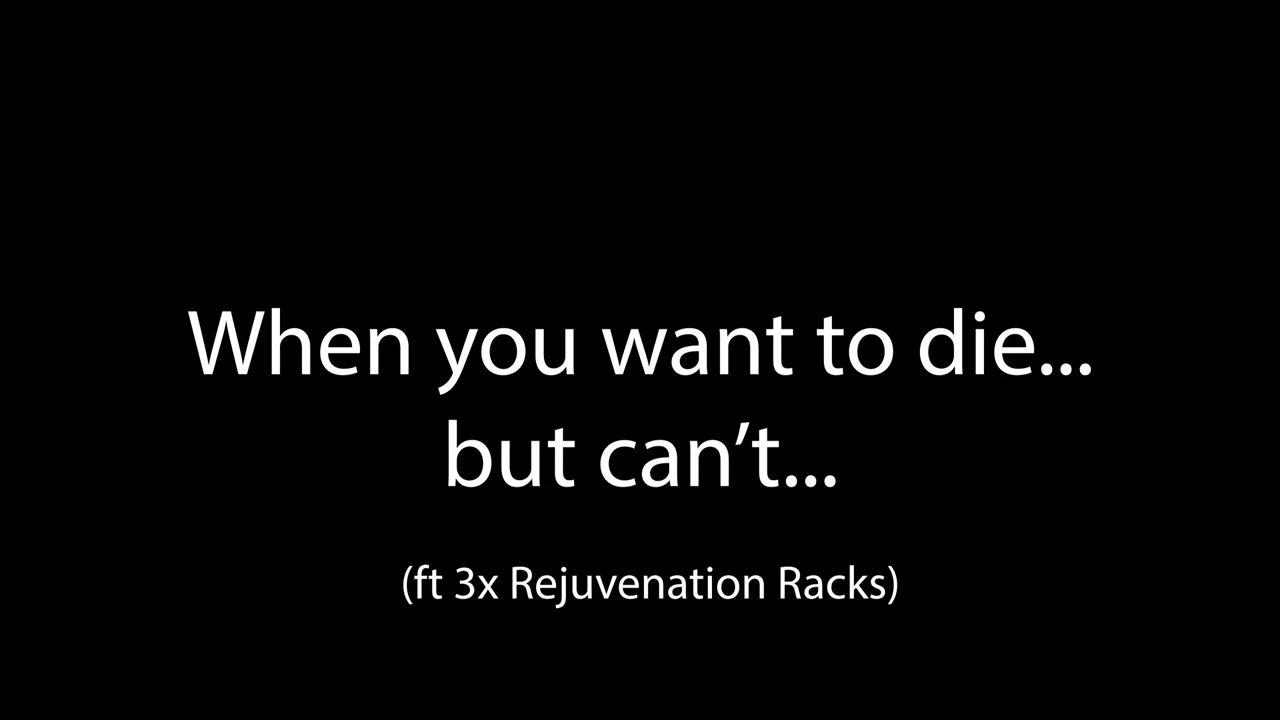 When you want to die...
but can’t...
(ft 3x Rejuvenation Racks)